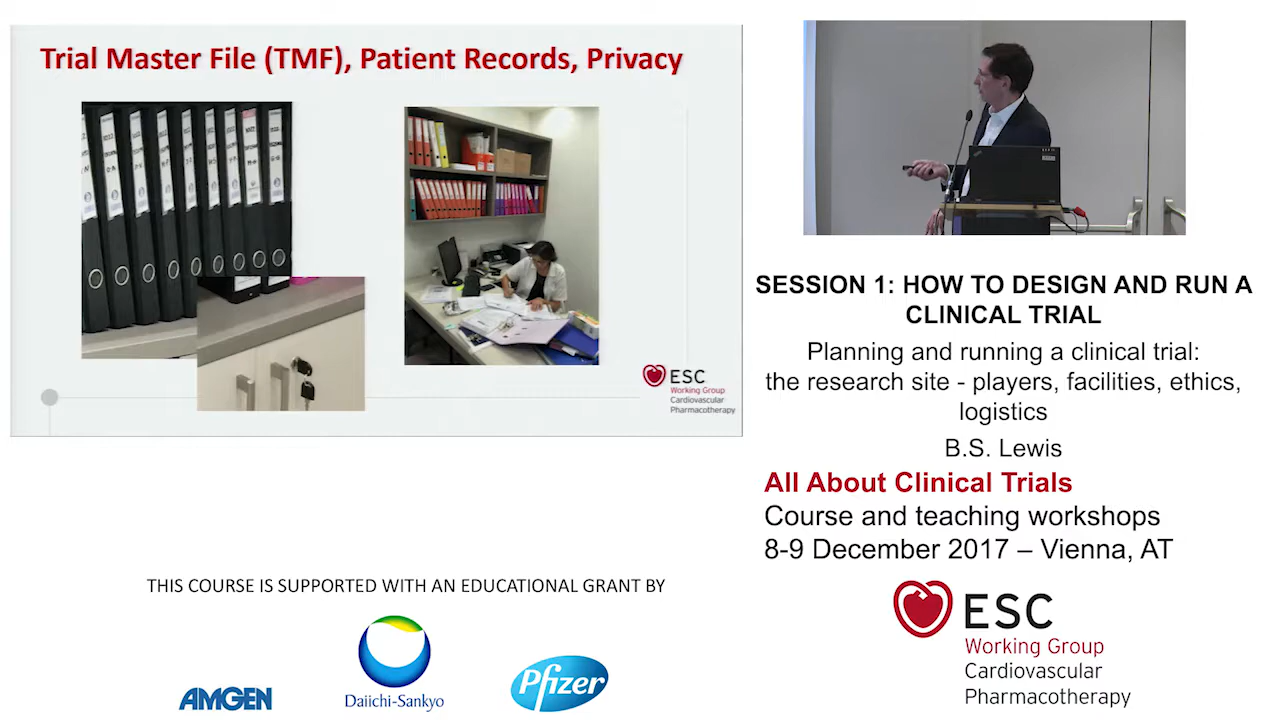 Trial Master File (TMF), Patient Records, Privacy
ESC
Working Group
Cardiovascular
Pharmacotherapy
SESSION 1: HOW TO DESIGN AND RUN A
CLINICAL TRIAL
Planning and running a clinical trial:
the research site - players, facilities, ethics,
logistics
B.S. Lewis
All About Clinical Trials
Course and teaching workshops
8-9 December 2017 – Vienna, AT
THIS COURSE IS SUPPORTED WITH AN EDUCATIONAL GRANT BY
AMGEN
Daiichi-Sankyo
Pfizer
ESC
Working Group
Cardiovascular
Pharmacotherapy